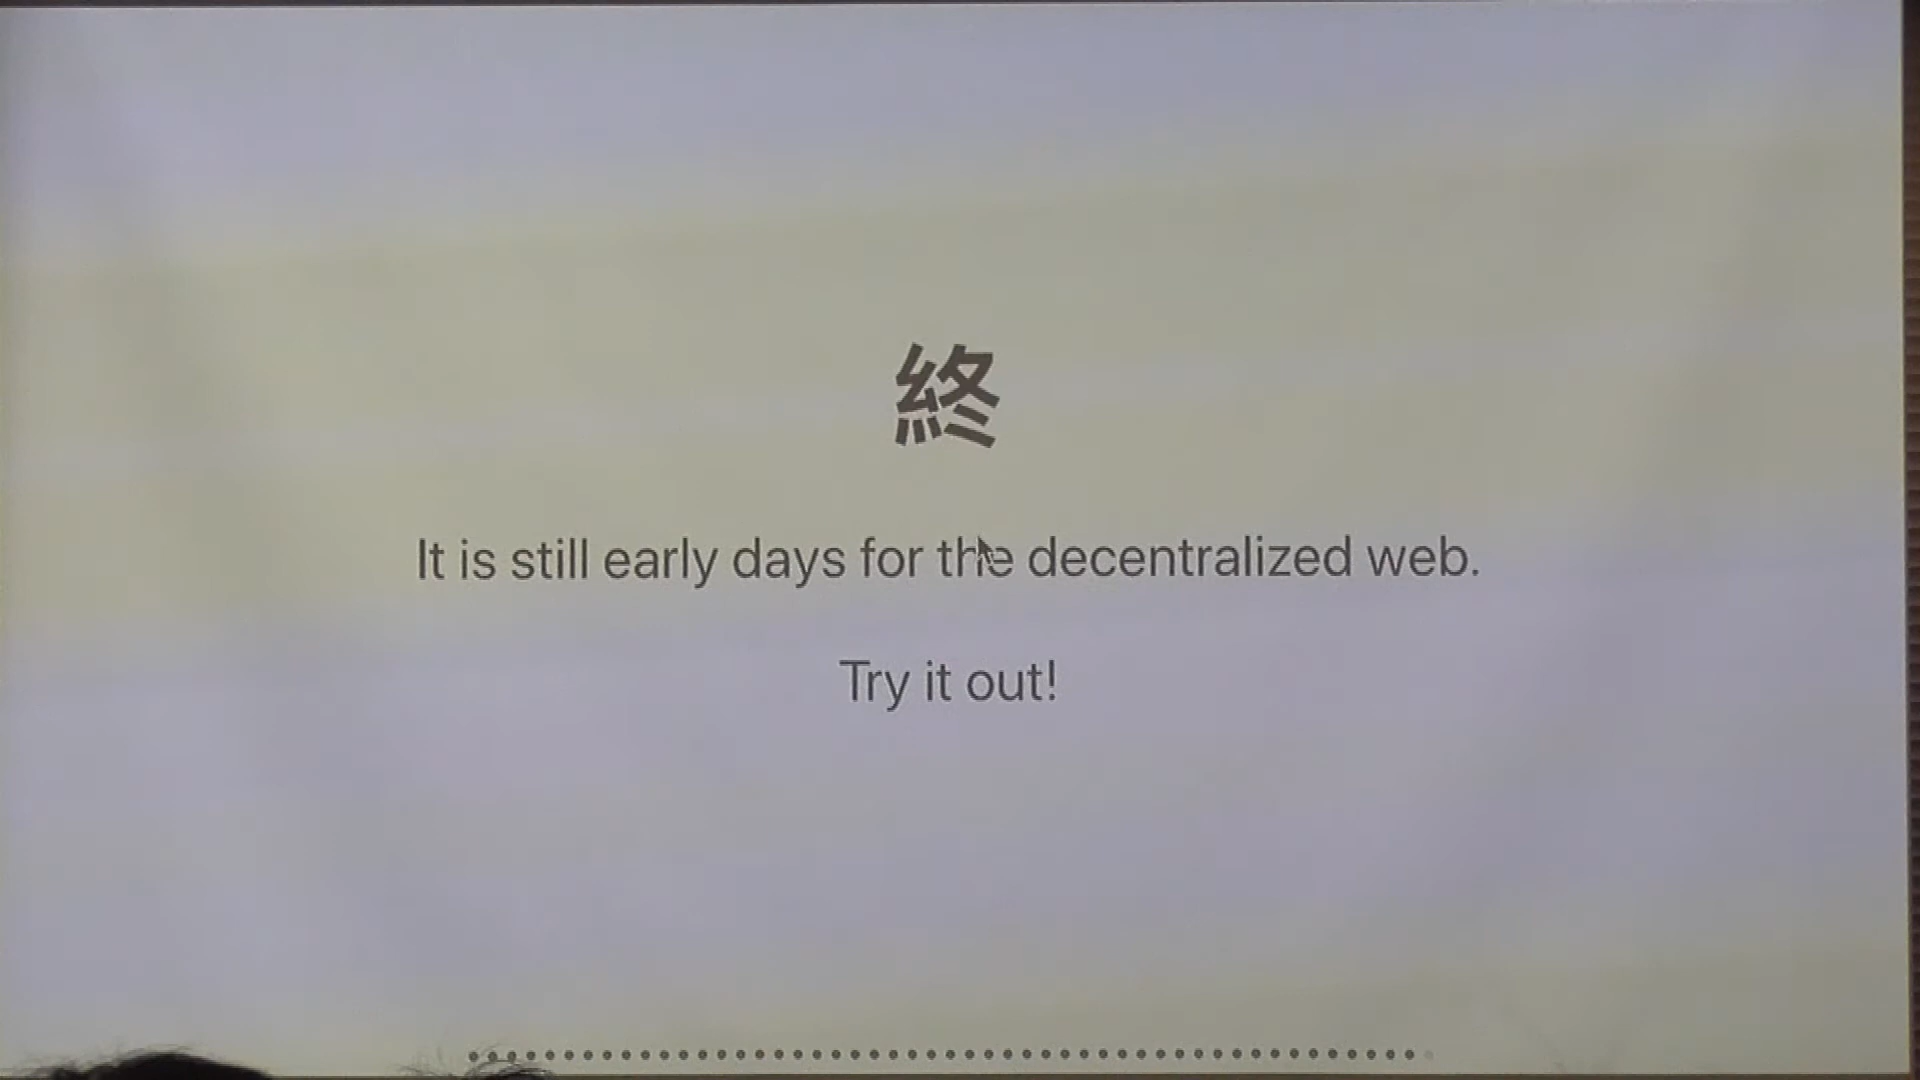 終
It is still early days for the decentralized web.
Try it out!